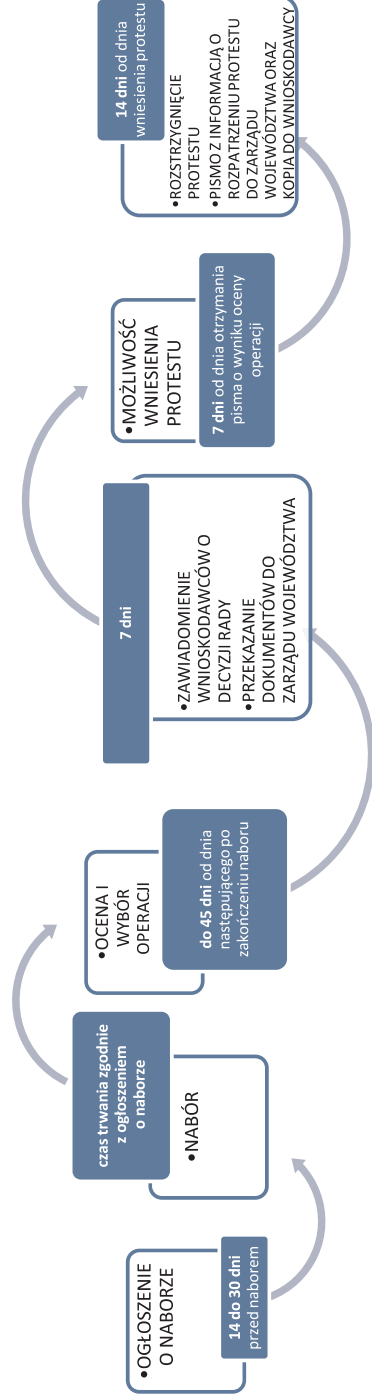 OGŁOSZENIE
O NABORZE
14 do 30 dni
przed naborem
czas trwania zgodnie
z ogłoszeniem
o naborze
NABÓR
OCENA I
WYBÓR
OPERACJI
do 45 dni od dnia
następującego po
zakończeniu naboru
7 dni
ZAWIADOMIENIE
WNIOSKODAWCÓW O
DECYZJI RADY
PRZEKAZANIE
DOKUMENTÓW DO
ZARZĄDU WOJEWÓDZTWA
MOŻLIWOŚĆ
WNIESIENIA
PROTESTU
7 dni od dnia otrzymania
pisma o wyniku oceny
operacji
14 dni od dnia
wniesienia protestu
ROZSTRZYGNIĘCIE
PROTESTU
PISMO Z INFORMACJĄ O
ROZPATRZENIU PROTESTU
DO ZARZĄDU
WOJEWÓDZTWA ORAZ
KOPIA DO WNIOSKODAWCY